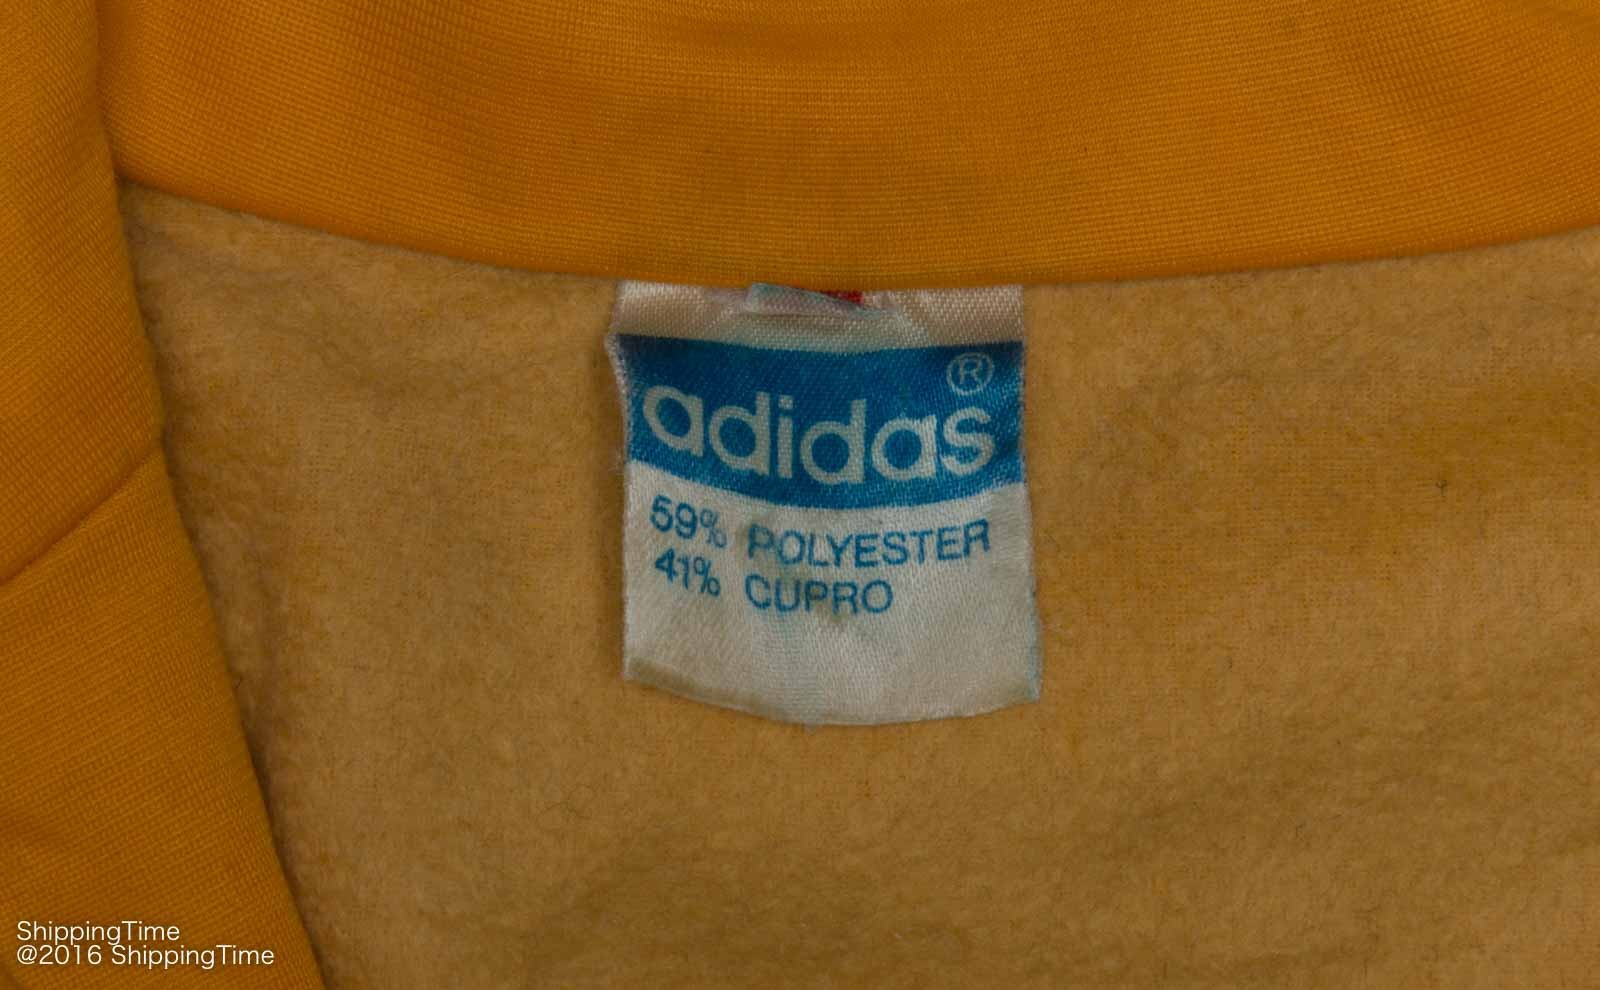 adidas®
59% POLYESTER
41% CUPRO
ShippingTime
@2016 ShippingTime